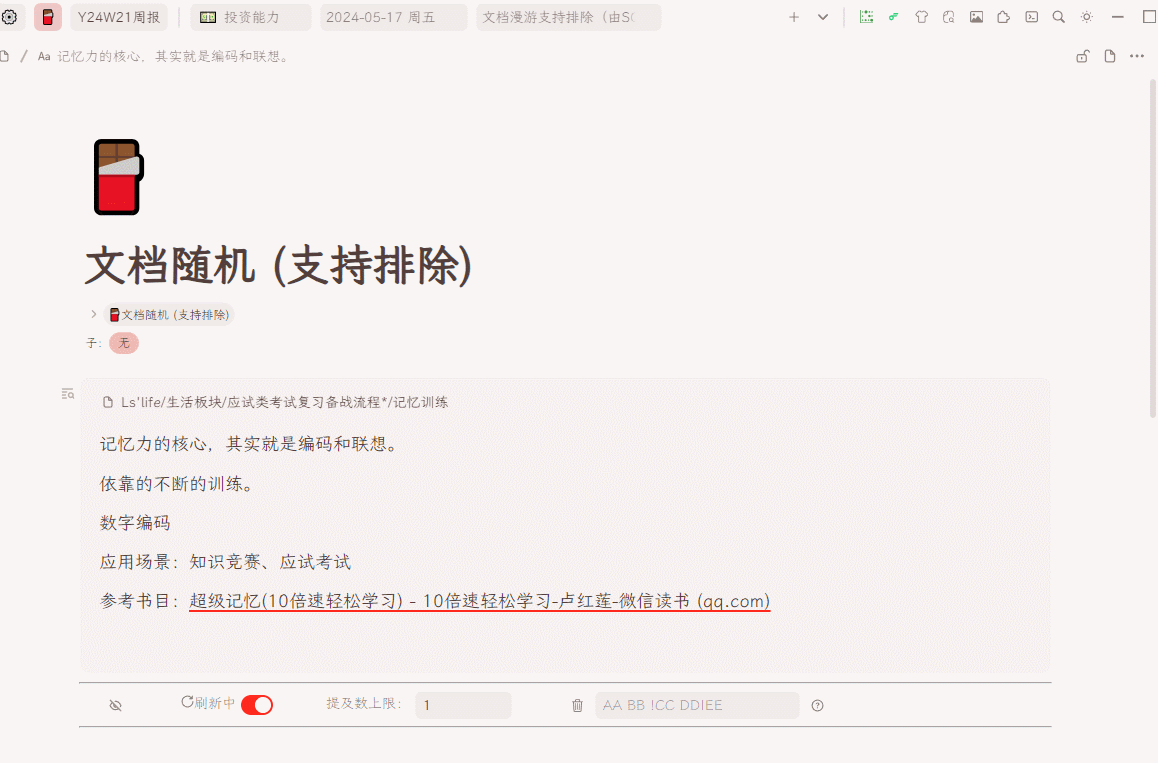 Y24W21周报
投资能力
2024-05-17 周五
文档漫游支持排除（由S
/ Aa 记忆力的核心，其实就是编码和联想。
文档随机 (支持排除)
文档随机 (支持排除)
子： 无
Ls'life/生活板块/应试类考试复习备战流程*/记忆训练
记忆力的核心，其实就是编码和联想。
依靠的不断的训练。
数字编码
应用场景：知识竞赛、应试考试
参考书目：超级记忆(10倍速轻松学习) - 10倍速轻松学习-卢红莲-微信读书 (qq.com)
刷新中 提及数上限： 1 AA BB !CC DDIEE